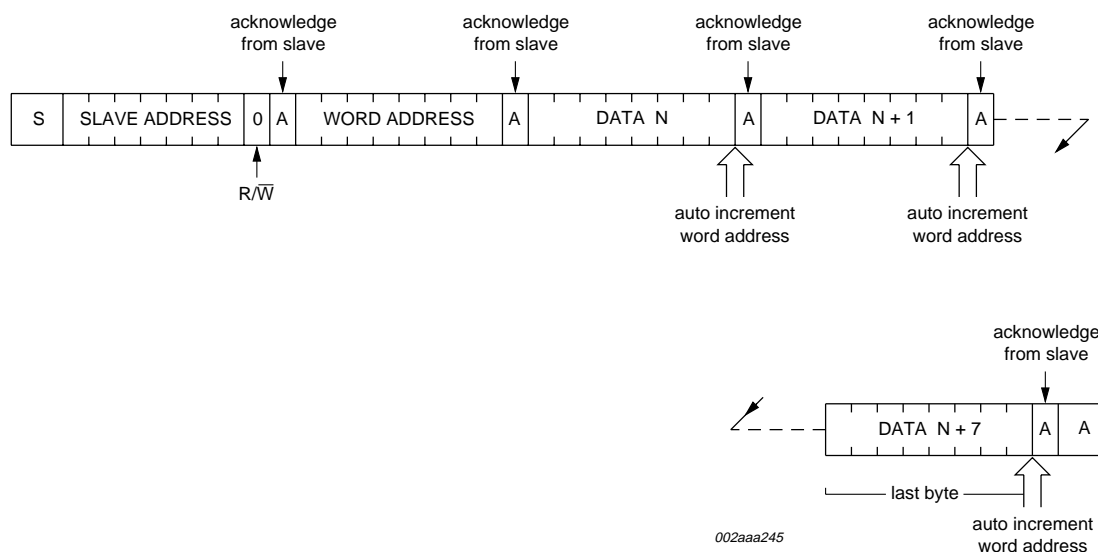 acknowledge
from slave
acknowledge
from slave
acknowledge
from slave
acknowledge
from slave
S SLAVE ADDRESS 0 A WORD ADDRESS A DATA N A DATA N + 1 A
R/W̅
auto increment
word address
auto increment
word address
acknowledge
from slave
DATA N + 7 A A
last byte
auto increment
word address
002aaa245